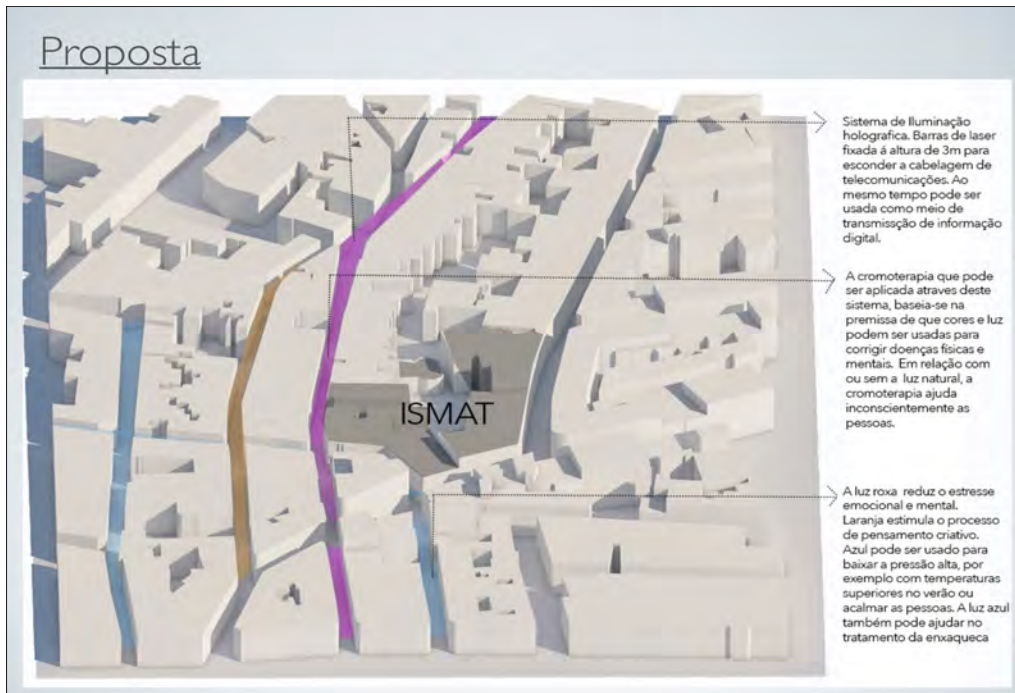 Proposta
Sistema de Iluminação
holografica. Barras de laser
fixada á altura de 3m para
esconder a cabelagem de
telecomunicações. Ao
mesmo tempo pode ser
usada como meio de
transmissção de informação
digital.
A cromoterapia que pode
ser aplicada atraves deste
sistema, baseia-se na
premissa de que cores e luz
podem ser usadas para
corrigir doenças físicas e
mentais. Em relação com
ou sem a luz natural, a
cromoterapia ajuda
inconscientemente as
pessoas.
ISMAT
A luz roxa reduz o estresse
emocional e mental.
Laranja estimula o processo
de pensamento criativo.
Azul pode ser usado para
baixar a pressão alta, por
exemplo com temperaturas
superiores no verão ou
acalmar as pessoas. A luz azul
também pode ajudar no
tratamento da enxaqueca